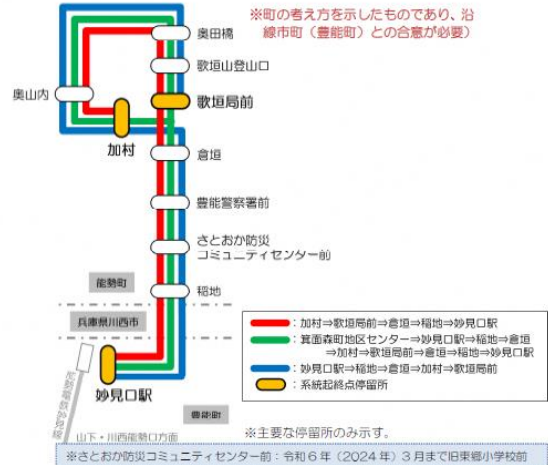 ※町の考え方を示したものであり、沿
線市町（豊能町）との合意が必要）
奥田橋
歌垣山登山口
奥山内
歌垣局前
加村
倉垣
豊能警察署前
さとおか防災
コミュニティセンター前
能勢町
稲地
兵庫県川西市
：加村⇒歌垣局前⇒倉垣⇒稲地⇒妙見口駅
：箕面森町地区センター⇒妙見口駅⇒稲地⇒倉垣
⇒加村⇒歌垣局前⇒倉垣⇒稲地⇒妙見口駅
：妙見口駅⇒稲地⇒倉垣⇒加村⇒歌垣局前
：系統起終点停留所
能勢電鉄妙見線
妙見口駅
豊能町
山下・川西能勢口方面
※主要な停留所のみ示す。
※さとおか防災コミュニティセンター前：令和６年（2024 年）３月まで旧東郷小学校前